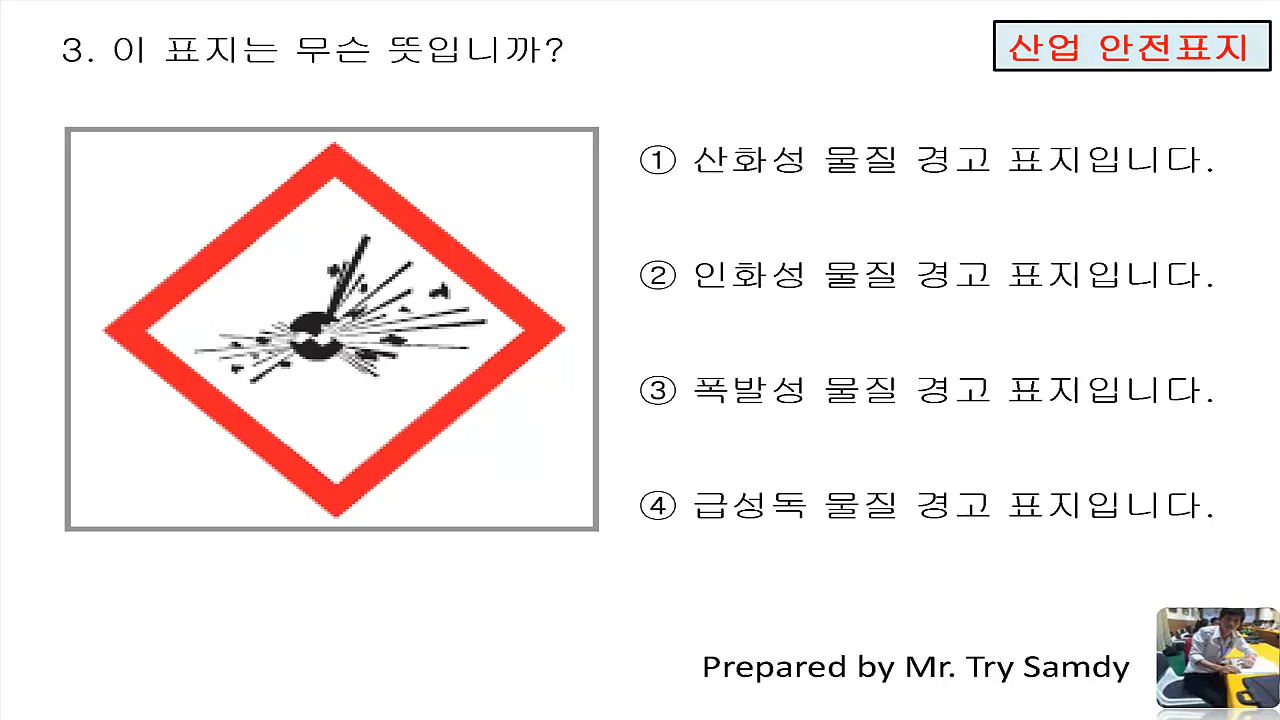 3. 이 표지는 무슨 뜻입니까?
산업 안전표지
① 산화성 물질 경고 표지입니다.
② 인화성 물질 경고 표지입니다.
③ 폭발성 물질 경고 표지입니다.
④ 급성독 물질 경고 표지입니다.
Prepared by Mr. Try Samdy